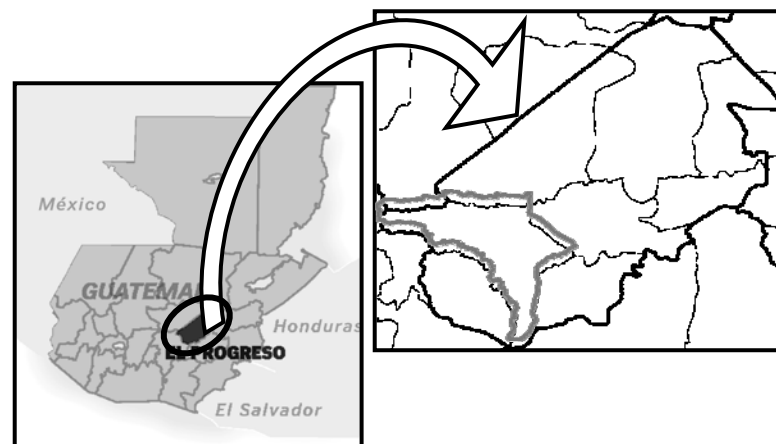 México
GUATEMA
Honduras
EL PROGRESO
El Salvador